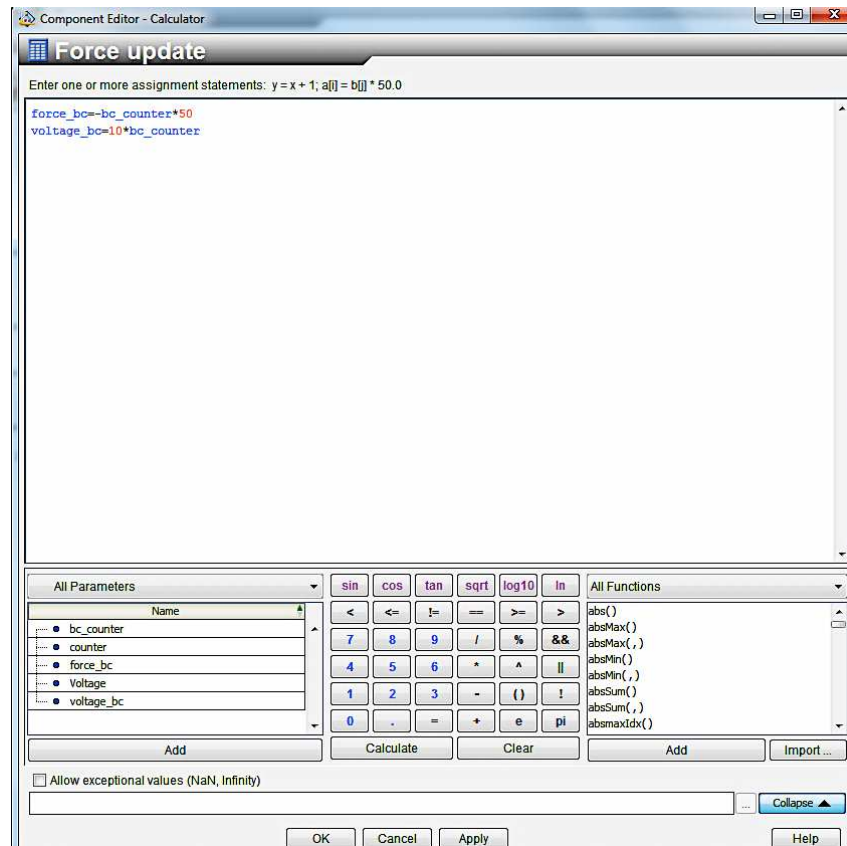 Component Editor - Calculator
Force update
Enter one or more assignment statements: y = x + 1; a[i] = b[j] * 50.0
force_bc=-bc_counter*50
voltage_bc=10*bc_counter
All Parameters
sin cos tan sqrt log10 ln
All Functions
Name
< <= != == >= >
abs()
bc_counter
absMax()
counter
7 8 9 / % &&
absMax(,)
force_bc
4 5 6 * ^ ||
absMin()
Voltage
absMin(,)
voltage_bc
1 2 3 - ( ) !
absSum()
absSum(,)
0 . = + e pi
absmaxIdx()
Add
Calculate Clear
Add Import ...
Allow exceptional values (NaN, Infinity)
... Collapse
OK Cancel Apply Help